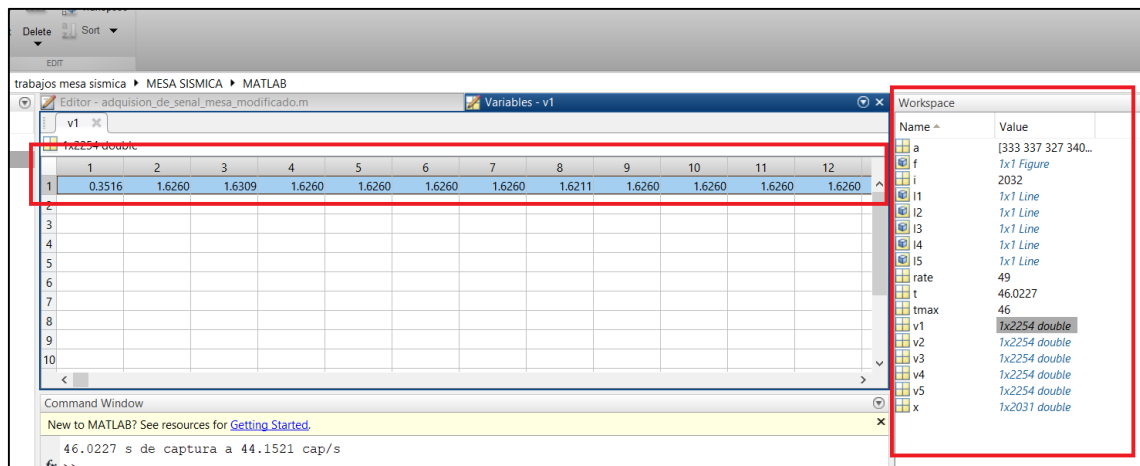 Delete Sort
EDIT
trabajos mesa sismica ▸ MESA SISMICA ▸ MATLAB
Editor - adquision_de_senal_mesa_modificado.m
Variables - v1
v1
1x2254 double
1 2 3 4 5 6 7 8 9 10 11 12
1 0.3516 1.6260 1.6309 1.6260 1.6260 1.6260 1.6260 1.6211 1.6260 1.6260 1.6260 1.6260
2
3
4
5
6
7
8
9
10
Command Window
New to MATLAB? See resources for Getting Started.
46.0227 s de captura a 44.1521 cap/s
fx >>
Workspace
Name Value
a [333 337 327 340...
f 1x1 Figure
i 2032
l1 1x1 Line
l2 1x1 Line
l3 1x1 Line
l4 1x1 Line
l5 1x1 Line
rate 49
t 46.0227
tmax 46
v1 1x2254 double
v2 1x2254 double
v3 1x2254 double
v4 1x2254 double
v5 1x2254 double
x 1x2031 double